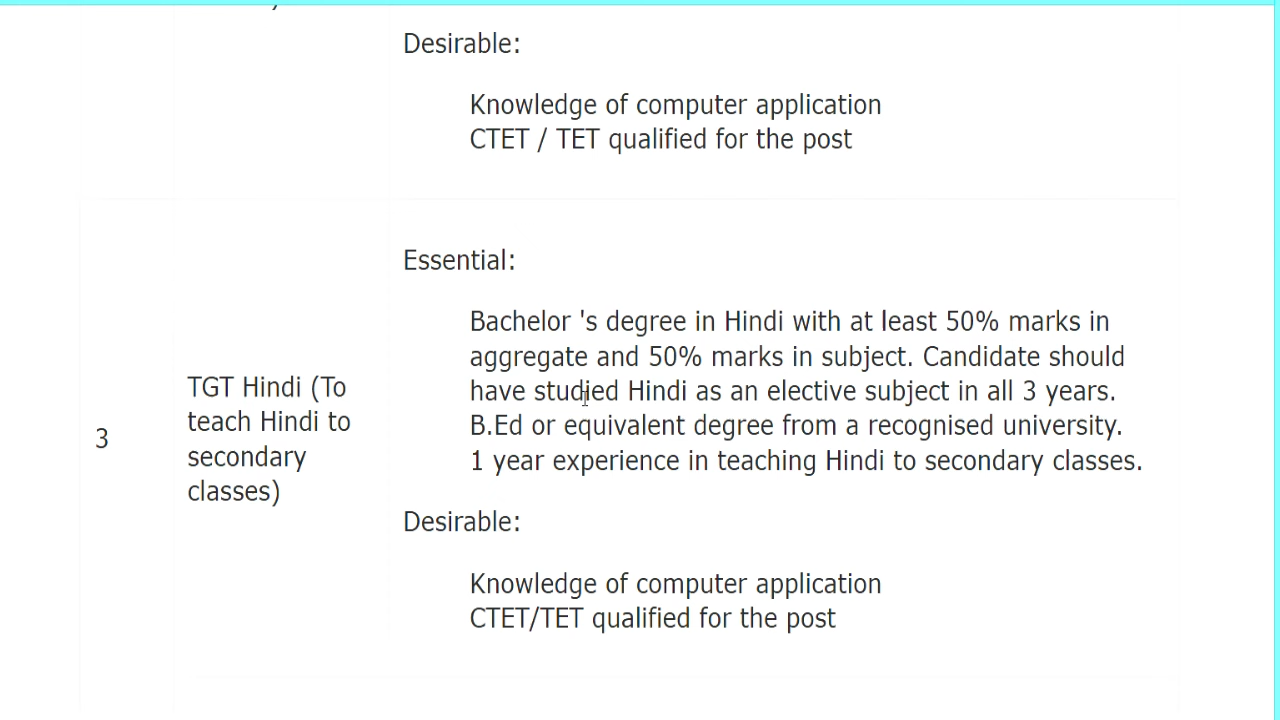 Desirable:
Knowledge of computer application
CTET / TET qualified for the post
3
TGT Hindi (To
teach Hindi to
secondary
classes)
Essential:
Bachelor 's degree in Hindi with at least 50% marks in
aggregate and 50% marks in subject. Candidate should
have studied Hindi as an elective subject in all 3 years.
B.Ed or equivalent degree from a recognised university.
1 year experience in teaching Hindi to secondary classes.
Desirable:
Knowledge of computer application
CTET/TET qualified for the post